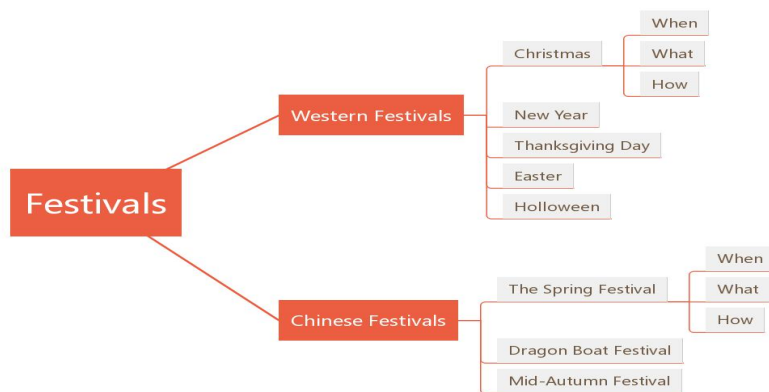 Festivals
Western Festivals
Christmas
When
What
How
New Year
Thanksgiving Day
Easter
Holloween
Chinese Festivals
The Spring Festival
When
What
How
Dragon Boat Festival
Mid-Autumn Festival